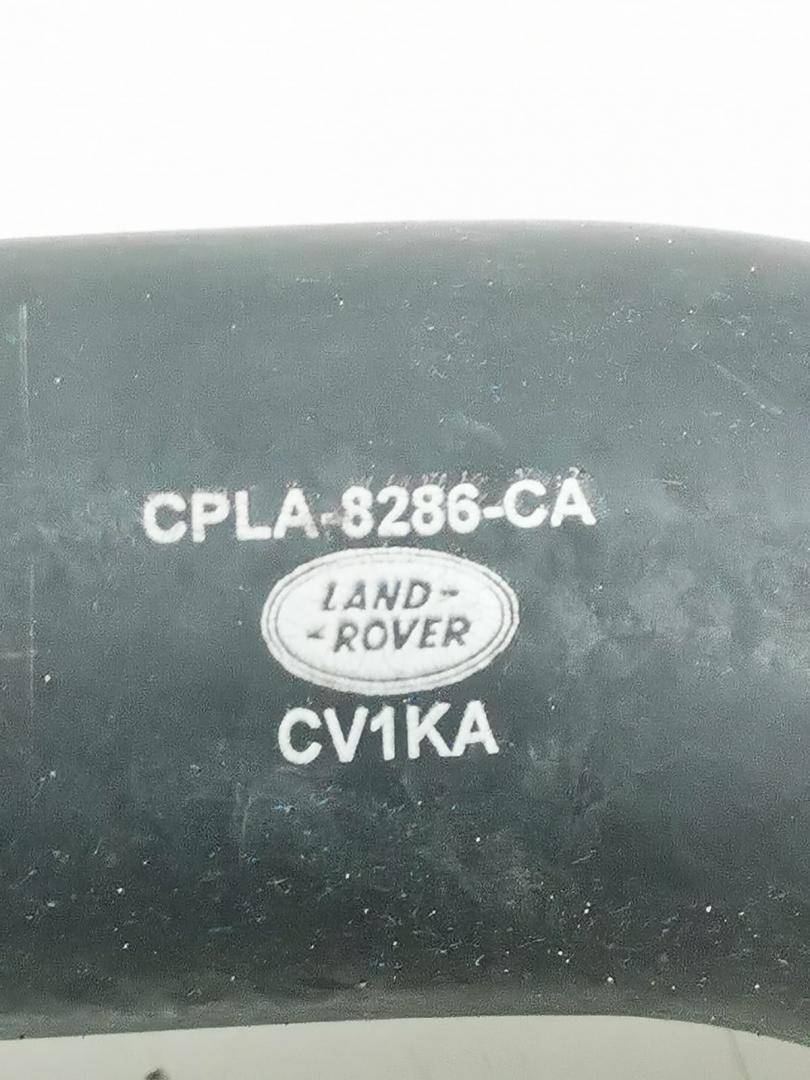 CPLA-8286-CA
LAND-
-ROVER
CV1KA